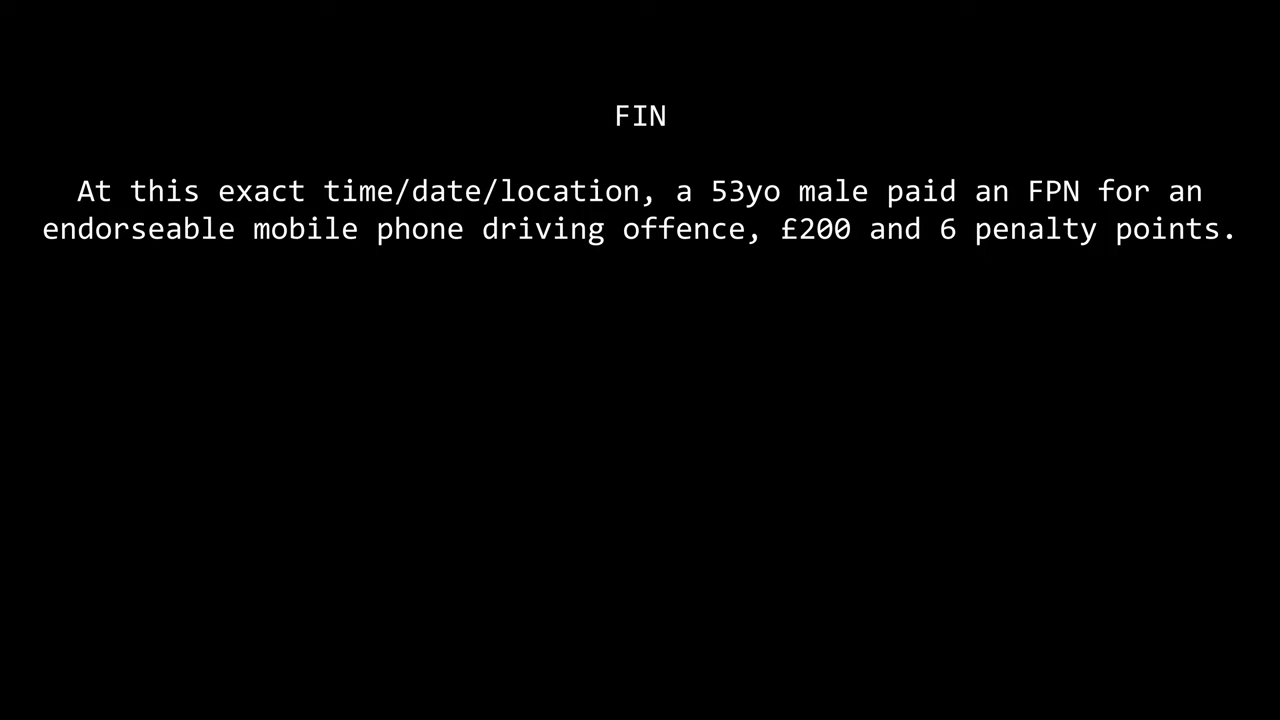 FIN
At this exact time/date/location, a 53yo male paid an FPN for an
endorseable mobile phone driving offence, £200 and 6 penalty points.